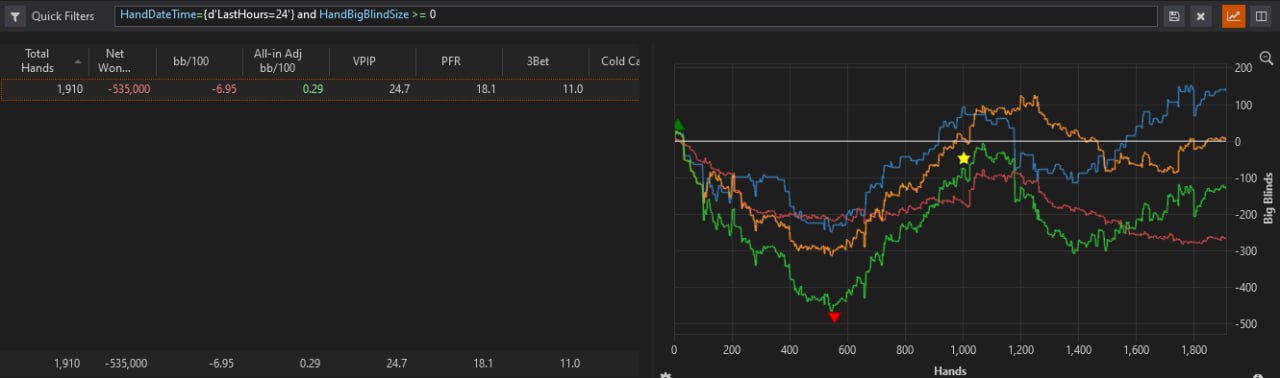 Quick Filters HandDateTime={d'LastHours=24'} and HandBigBlindSize >= 0
Total Hands Net Won... bb/100 All-in Adj bb/100 VPIP PFR 3Bet Cold Ca
1,910 -535,000 -6.95 0.29 24.7 18.1 11.0
1,910 -535,000 -6.95 0.29 24.7 18.1 11.0
200
100
0
-100
-200
-300
-400
-500
Big Blinds
0 200 400 600 800 1,000 1,200 1,400 1,600 1,800
Hands